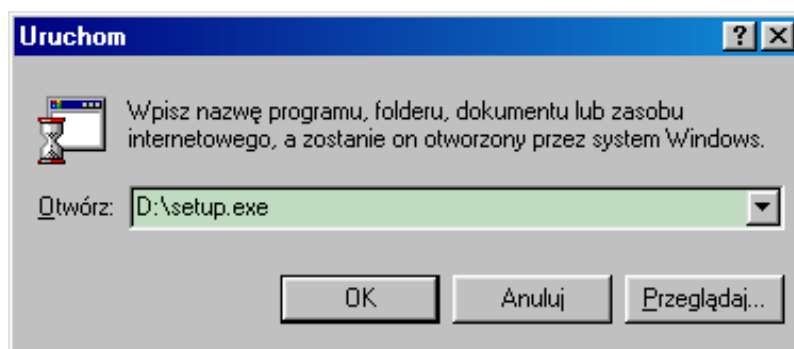 Uruchom
Wpisz nazwę programu, folderu, dokumentu lub zasobu
internetowego, a zostanie on otworzony przez system Windows.
Otwórz: D:\setup.exe
OK Anuluj Przeglądaj...